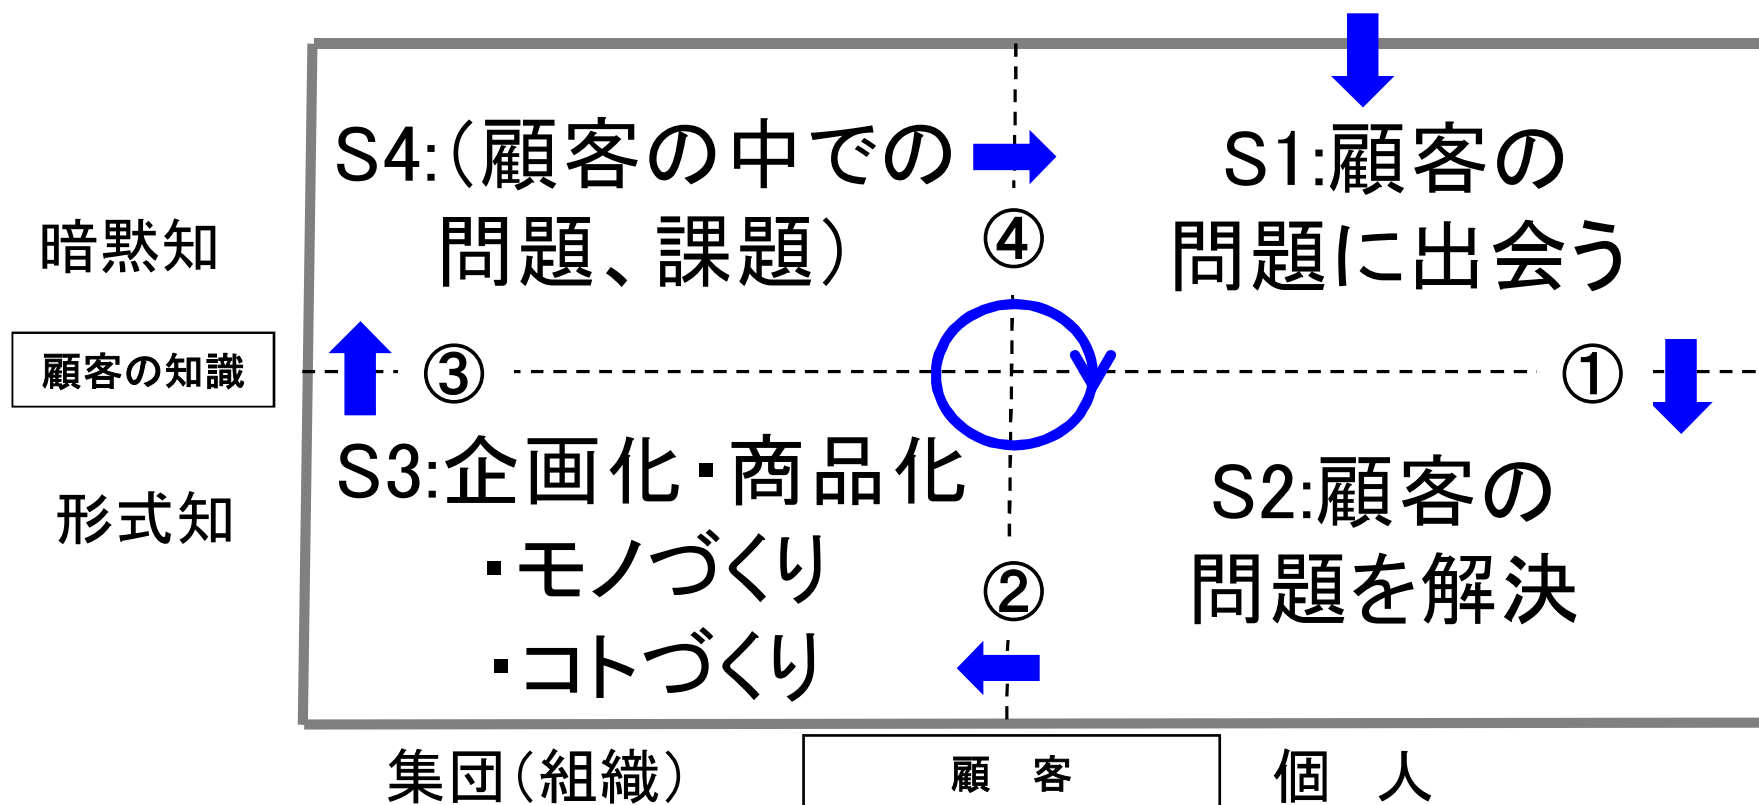 S4:(顧客の中での
問題、課題)
④
S1:顧客の
問題に出会う
暗黙知
顧客の知識
③
①
形式知
S3:企画化・商品化
・モノづくり
・コトづくり
②
S2:顧客の
問題を解決
集団(組織)
顧　客
個　人